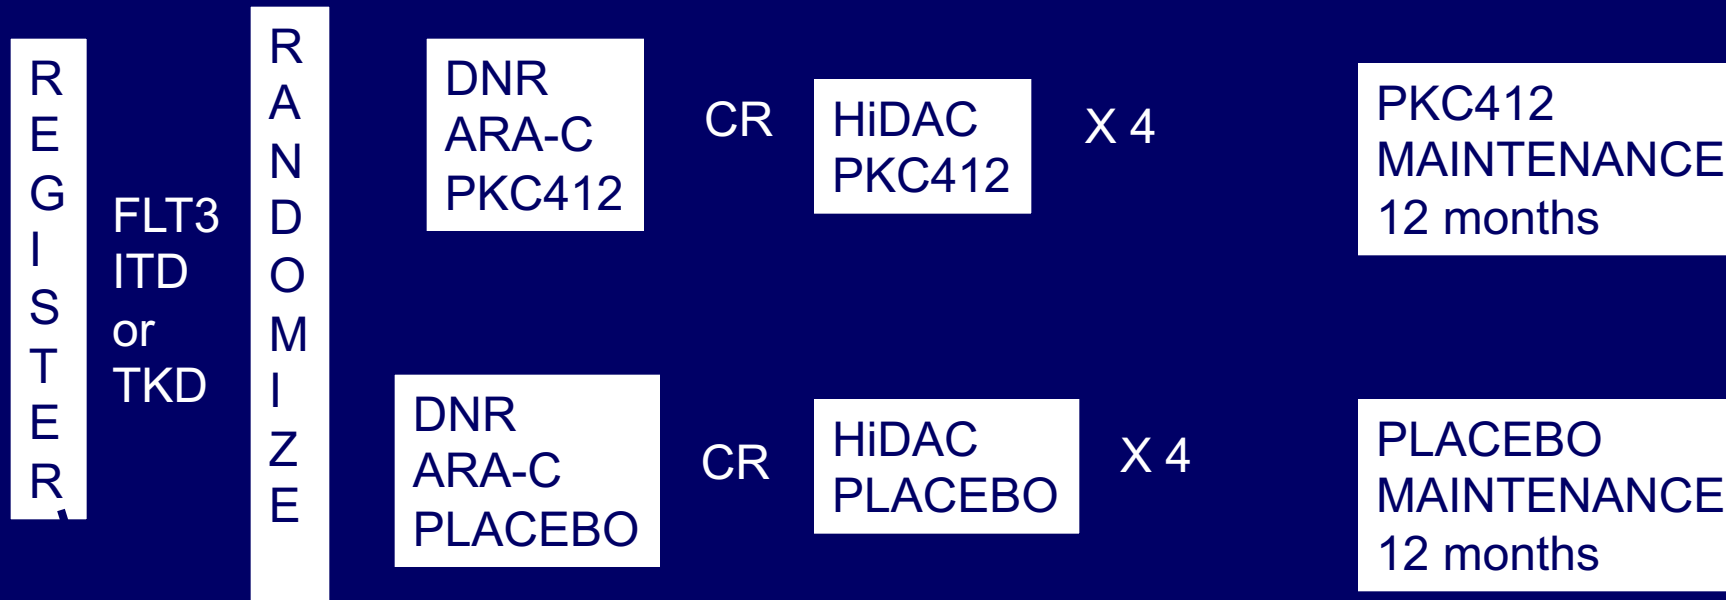 REGISTER
FLT3
ITD
or
TKD
RANDOMIZE
DNR
ARA-C
PKC412
CR
HiDAC
PKC412
X 4
PKC412
MAINTENANCE
12 months
DNR
ARA-C
PLACEBO
CR
HiDAC
PLACEBO
X 4
PLACEBO
MAINTENANCE
12 months